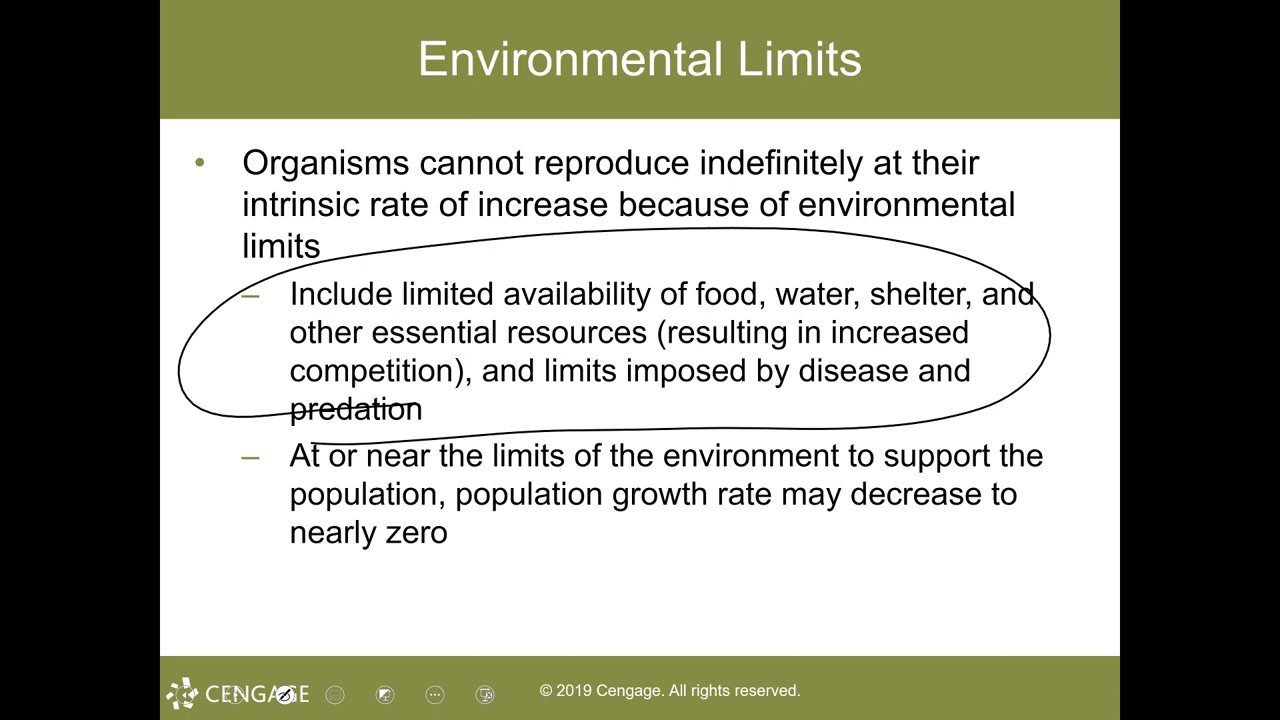 Environmental Limits
• Organisms cannot reproduce indefinitely at their
intrinsic rate of increase because of environmental
limits
– Include limited availability of food, water, shelter, and
other essential resources (resulting in increased
competition), and limits imposed by disease and
predation
– At or near the limits of the environment to support the
population, population growth rate may decrease to
nearly zero
CENGAGE
© 2019 Cengage. All rights reserved.